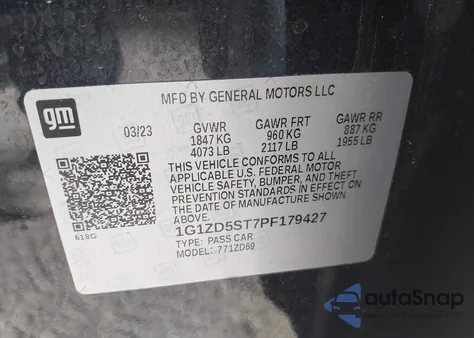 gm
MFD BY GENERAL MOTORS LLC
03/23 GVWR GAWR FRT GAWR RR
1847 KG 960 KG 887 KG
4073 LB 2117 LB 1955 LB
THIS VEHICLE CONFORMS TO ALL
APPLICABLE U.S. FEDERAL MOTOR
VEHICLE SAFETY, BUMPER, AND THEFT
PREVENTION STANDARDS IN EFFECT
ON THE DATE OF MANUFACTURE SHOWN
ABOVE.
1G1ZD5ST7PF179427
TYPE: PASS CAR
MODEL: 771ZD69
618G
autoSnap